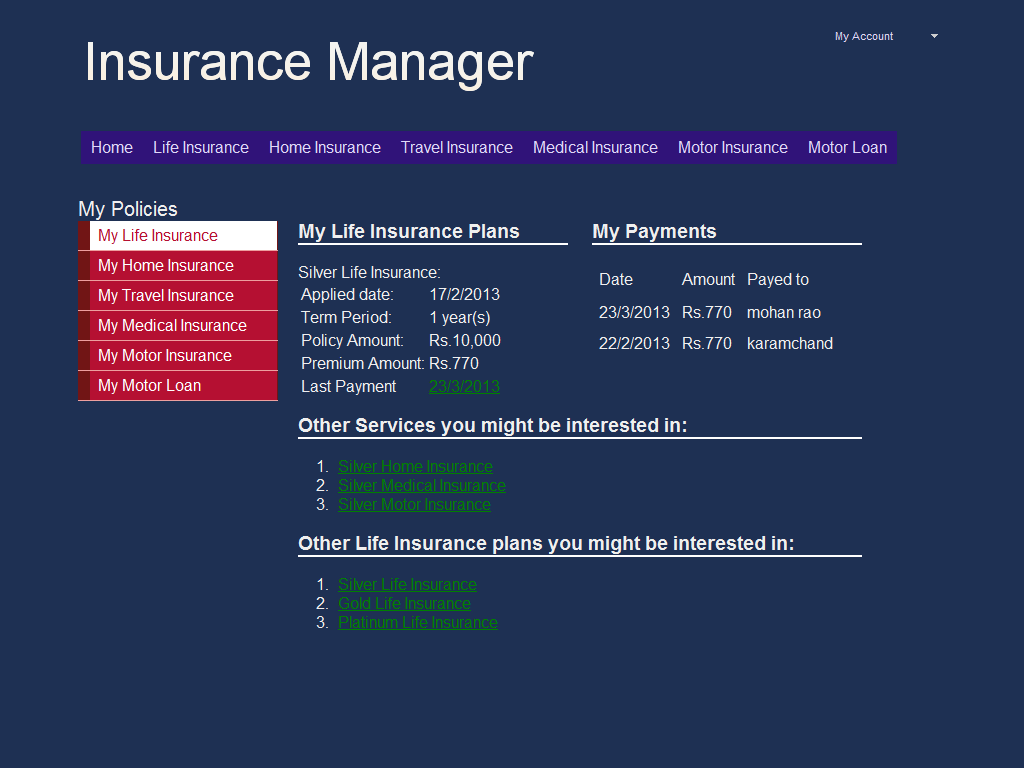 My Account
Insurance Manager
Home Life Insurance Home Insurance Travel Insurance Medical Insurance Motor Insurance Motor Loan
My Policies
My Life Insurance
My Home Insurance
My Travel Insurance
My Medical Insurance
My Motor Insurance
My Motor Loan
My Life Insurance Plans
Silver Life Insurance:
Applied date: 17/2/2013
Term Period: 1 year(s)
Policy Amount: Rs.10,000
Premium Amount: Rs.770
Last Payment 23/3/2013
My Payments
Date Amount Payed to
23/3/2013 Rs.770 mohan rao
22/2/2013 Rs.770 karamchand
Other Services you might be interested in:
1. Silver Home Insurance
2. Silver Medical Insurance
3. Silver Motor Insurance
Other Life Insurance plans you might be interested in:
1. Silver Life Insurance
2. Gold Life Insurance
3. Platinum Life Insurance